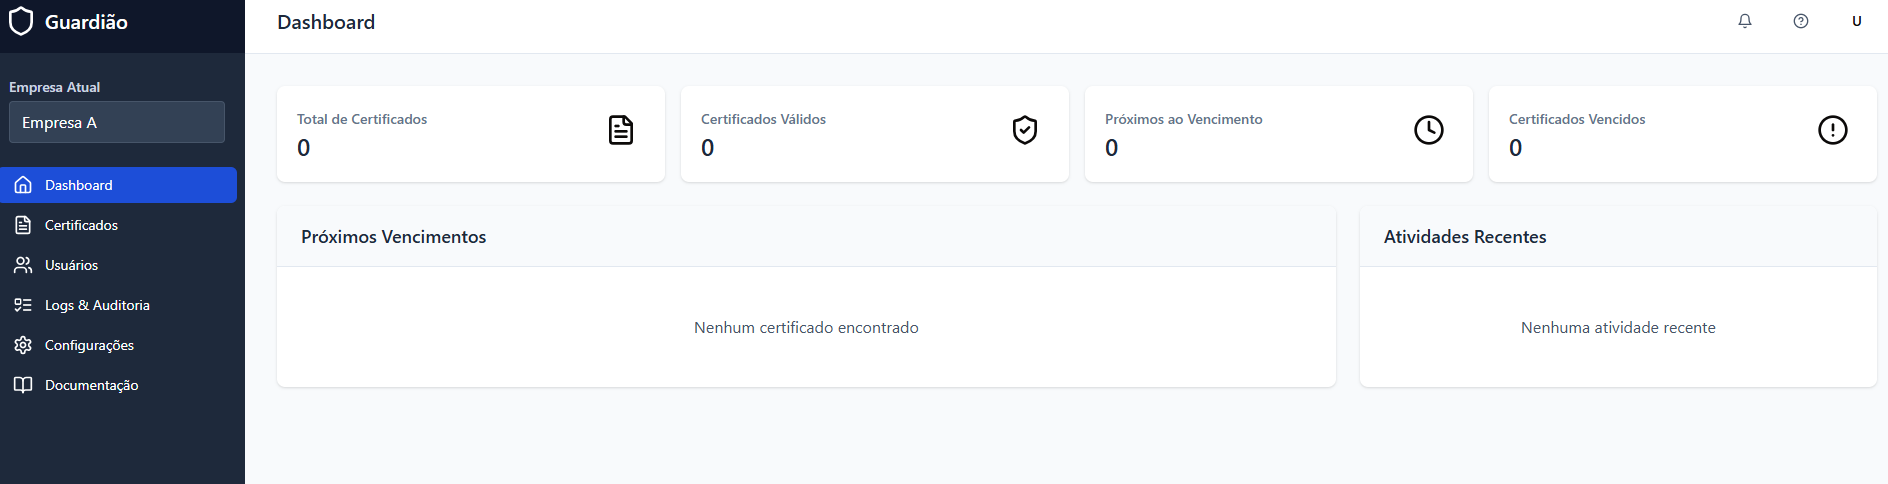 Guardião
Dashboard
U
Empresa Atual
Empresa A
Dashboard
Certificados
Usuários
Logs & Auditoria
Configurações
Documentação
Total de Certificados
0
Certificados Válidos
0
Próximos ao Vencimento
0
Certificados Vencidos
0
Próximos Vencimentos
Nenhum certificado encontrado
Atividades Recentes
Nenhuma atividade recente